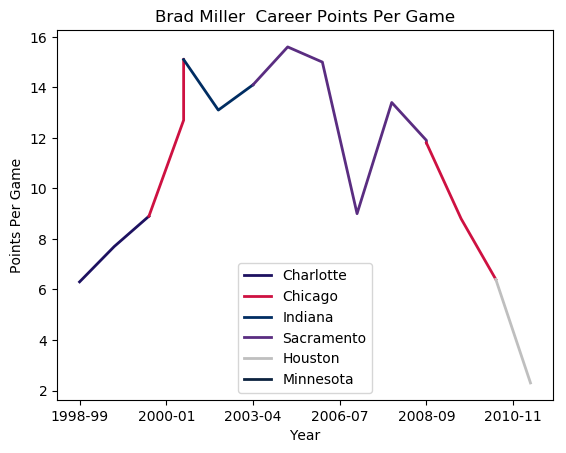 Brad Miller  Career Points Per Game
Points Per Game
16
14
12
10
8
6
4
2
Charlotte
Chicago
Indiana
Sacramento
Houston
Minnesota
1998-99 2000-01 2003-04 2006-07 2008-09 2010-11
Year